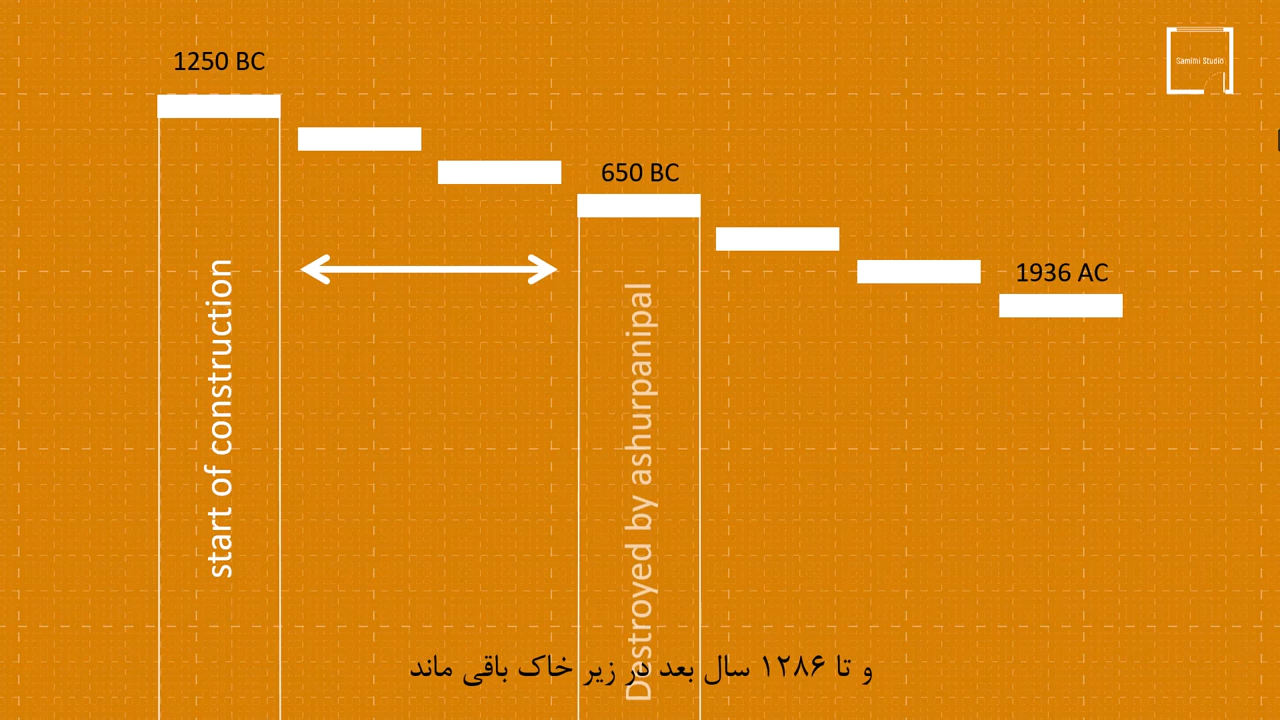 1250 BC
Samimi Studio
650 BC
1936 AC
start of construction
Destroyed by ashurpanipal
و تا ۱۲۸۶ سال بعد در زیر خاک باقی ماند